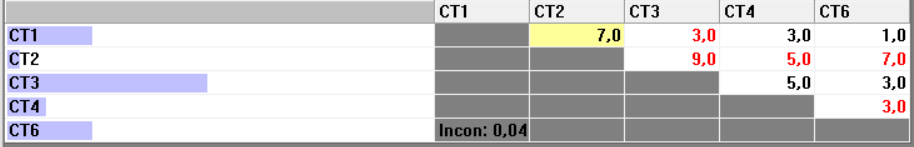 CT1 CT2 CT3 CT4 CT6
CT1 7,0 3,0 3,0 1,0
CT2 9,0 5,0 7,0
CT3 5,0 3,0
CT4 3,0
CT6 Incon: 0,04